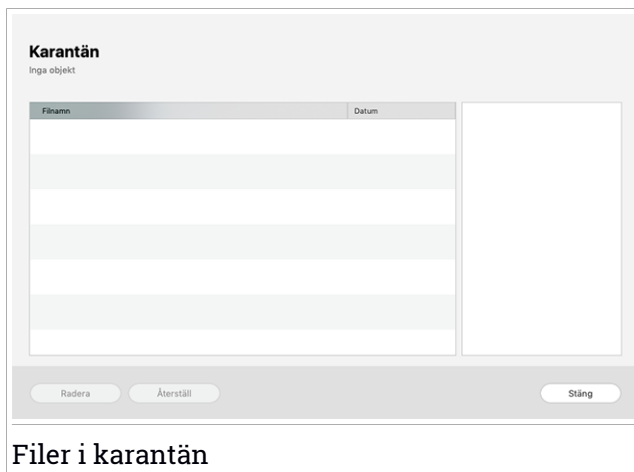 Karantän
Inga objekt
Filnamn Datum
Radera Återställ Stäng
Filer i karantän